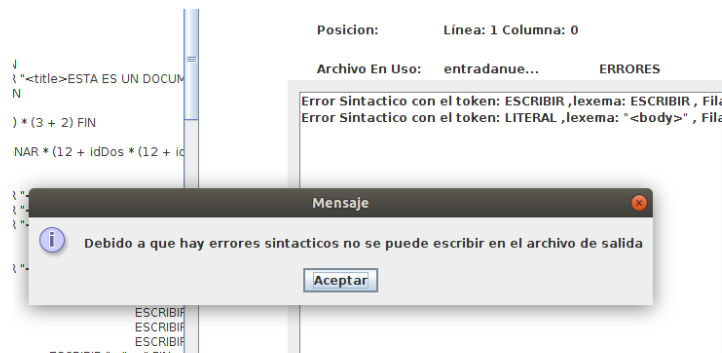 Posicion: Línea: 1 Columna: 0
Archivo En Uso: entradanue... ERRORES
"<title>ESTA ES UN DOCUM
N
) * (3 + 2) FIN
NAR * (12 + idDos * (12 +
Error Sintactico con el token: ESCRIBIR ,lexema: ESCRIBIR , Fila
Error Sintactico con el token: LITERAL ,lexema: "<body>" , Fila
Mensaje
Debido a que hay errores sintacticos no se puede escribir en el archivo de salida
Aceptar
ESCRIBIR
ESCRIBIR
ESCRIBIR